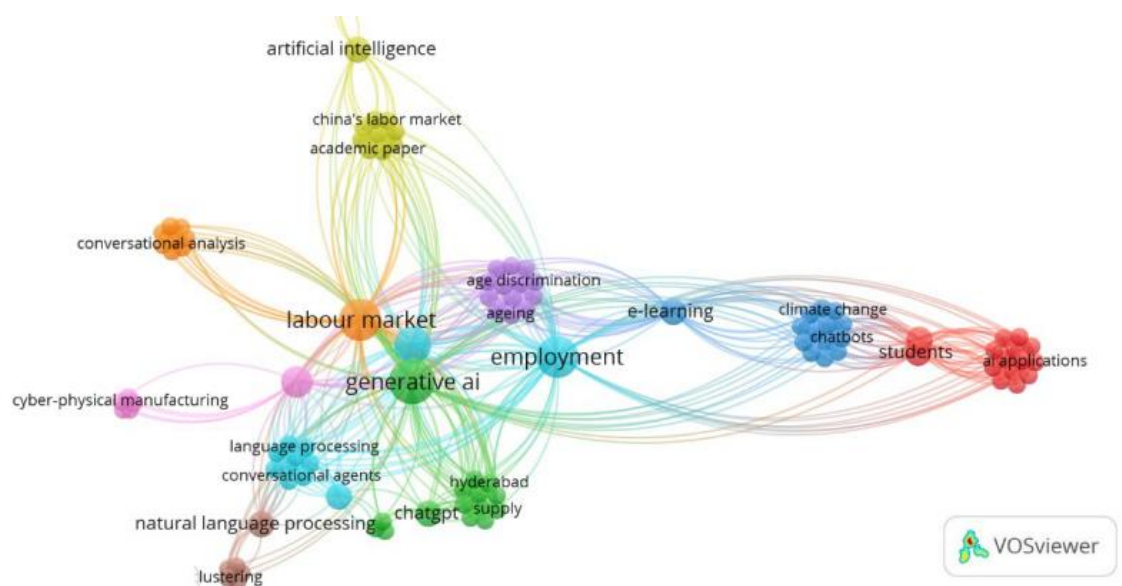 artificial intelligence
china's labor market
academic paper
conversational analysis
age discrimination
ageing
e-learning
climate change
chatbots
labour market
employment
students
ai applications
generative ai
cyber-physical manufacturing
language processing
conversational agents
hyderabad
supply
chatgpt
natural language processing
lustering
VOSviewer